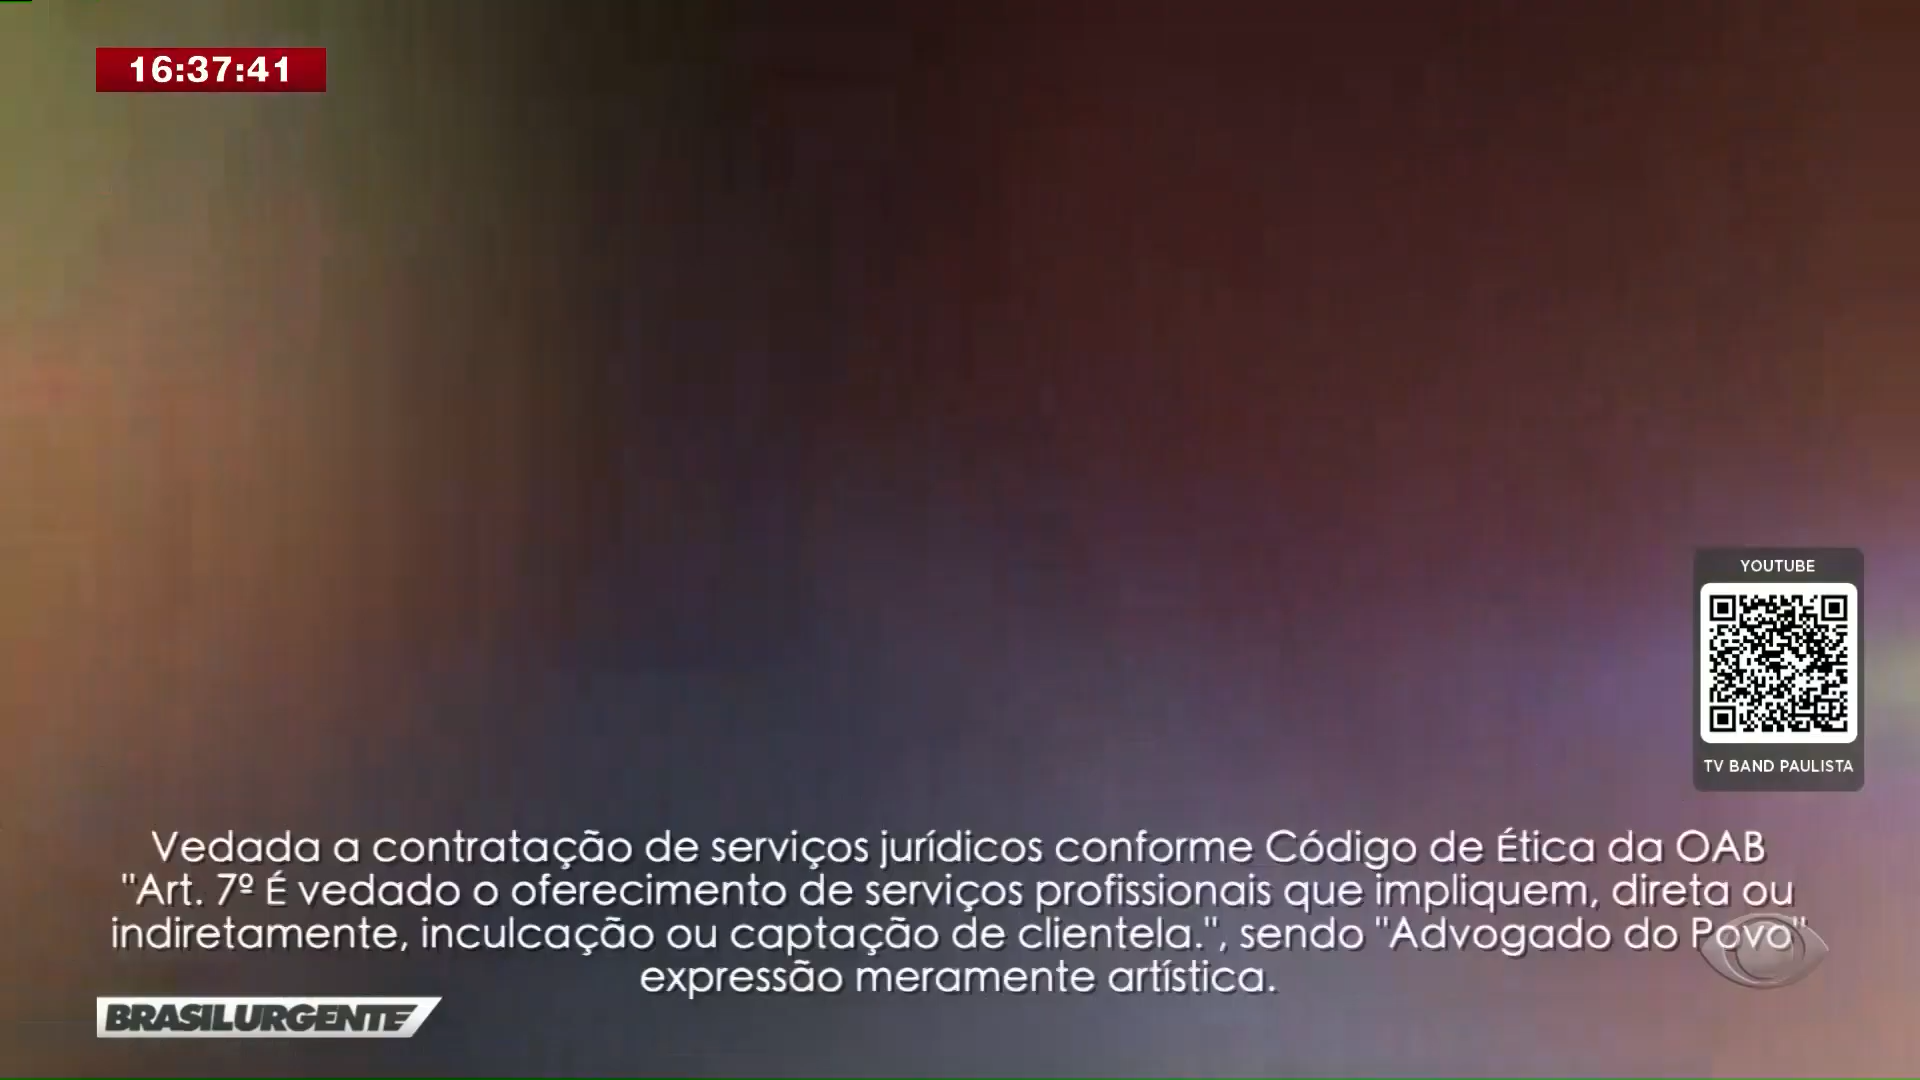 16:37:41
YOUTUBE
TV BAND PAULISTA
Vedada a contratação de serviços jurídicos conforme Código de Ética da OAB
"Art. 7º É vedado o oferecimento de serviços profissionais que impliquem, direta ou
indiretamente, inculcação ou captação de clientela.", sendo "Advogado do Povo"
expressão meramente artística.
BRASILURGENTE